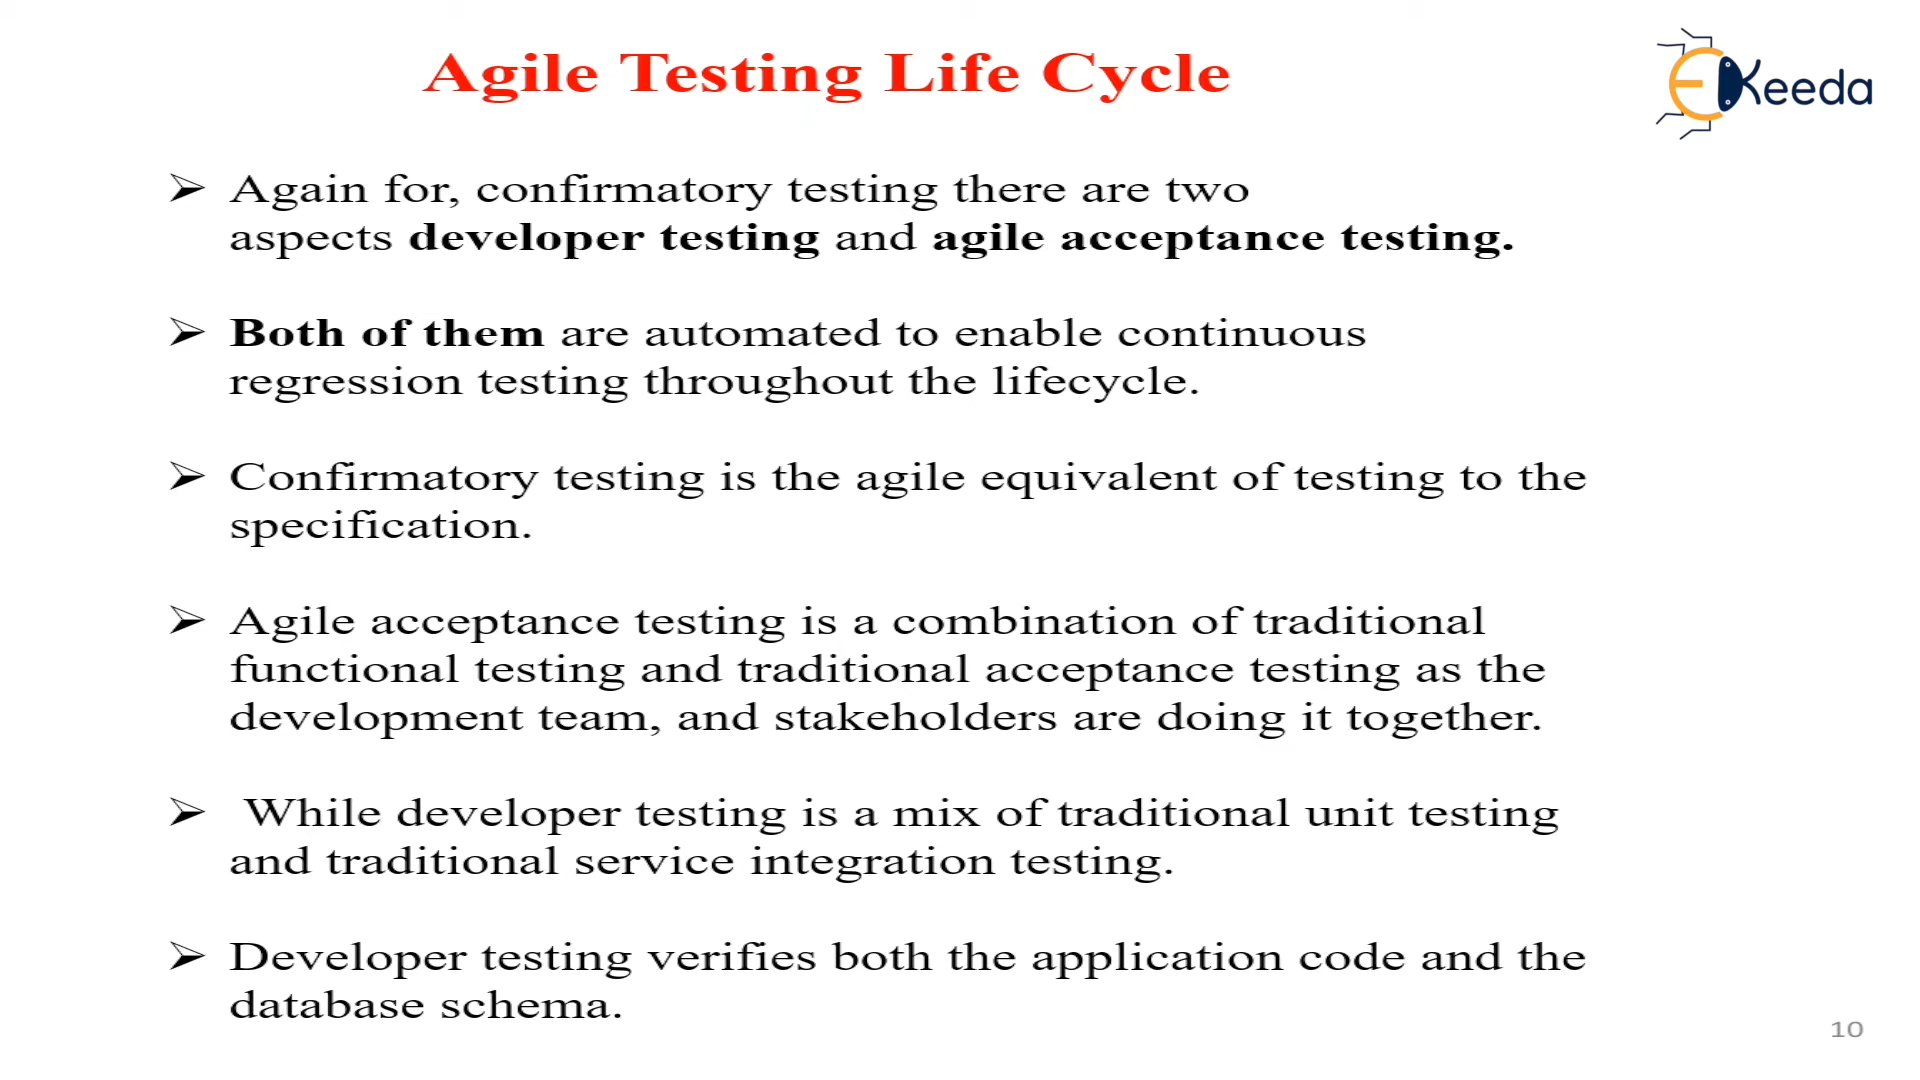 Agile Testing Life Cycle
EKeeda
➢ Again for, confirmatory testing there are two
aspects developer testing and agile acceptance testing.
➢ Both of them are automated to enable continuous
regression testing throughout the lifecycle.
➢ Confirmatory testing is the agile equivalent of testing to the
specification.
➢ Agile acceptance testing is a combination of traditional
functional testing and traditional acceptance testing as the
development team, and stakeholders are doing it together.
➢ While developer testing is a mix of traditional unit testing
and traditional service integration testing.
➢ Developer testing verifies both the application code and the
database schema.
10